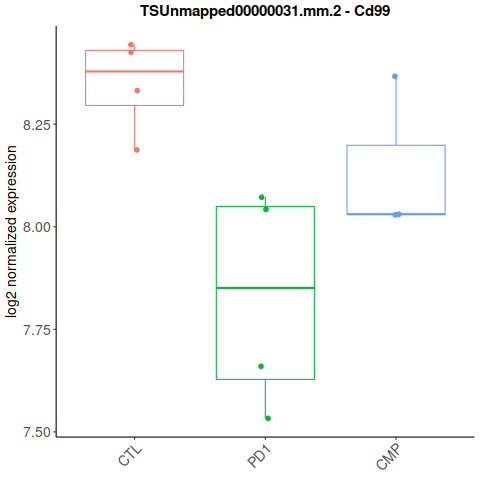 TSUnmapped00000031.mm.2 - Cd99
log2 normalized expression
8.25
8.00
7.75
7.50
CTL
PD1
CMP